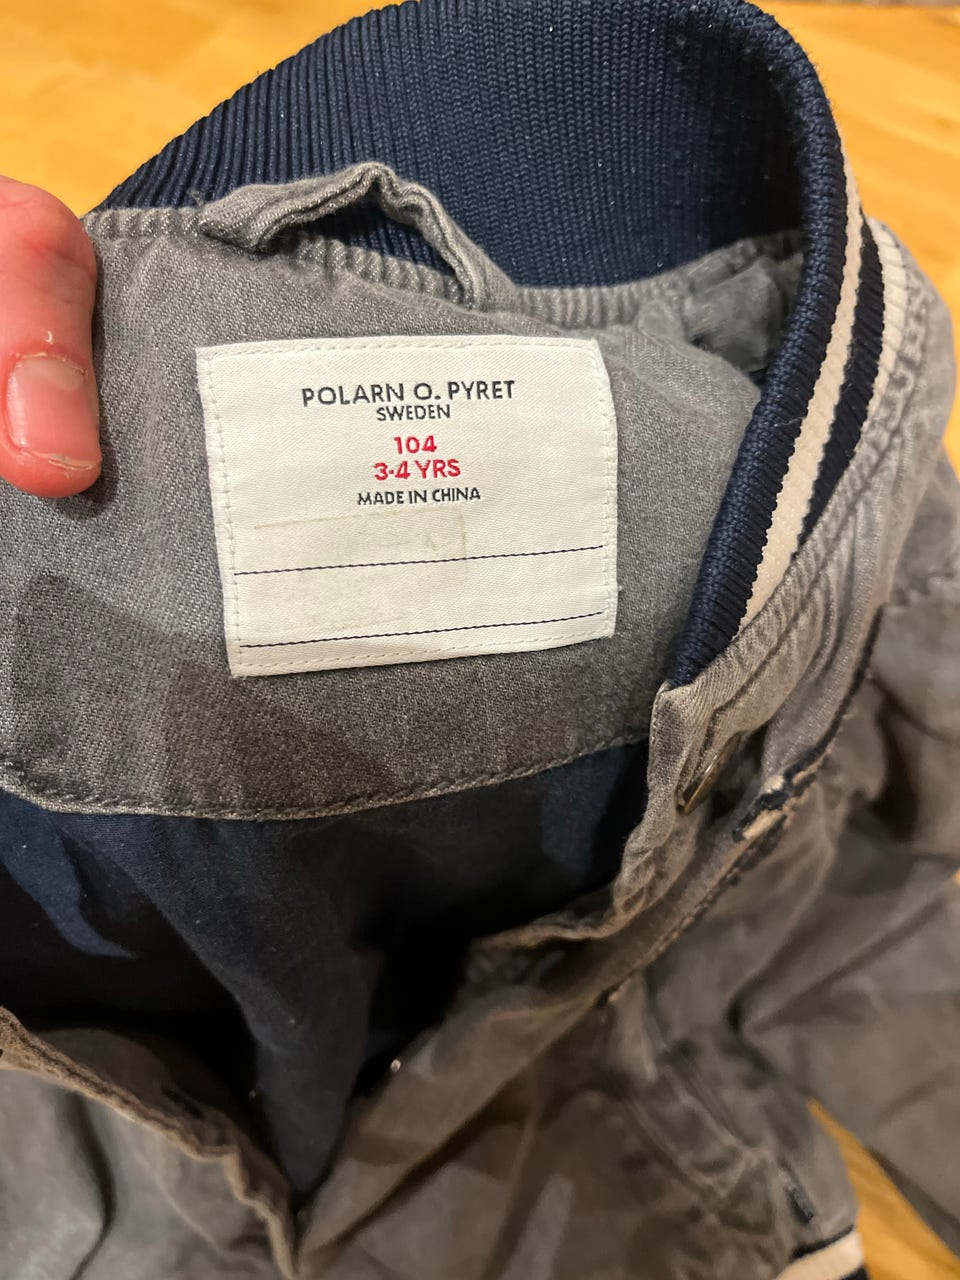 POLARN O. PYRET
SWEDEN
104
3-4 YRS
MADE IN CHINA